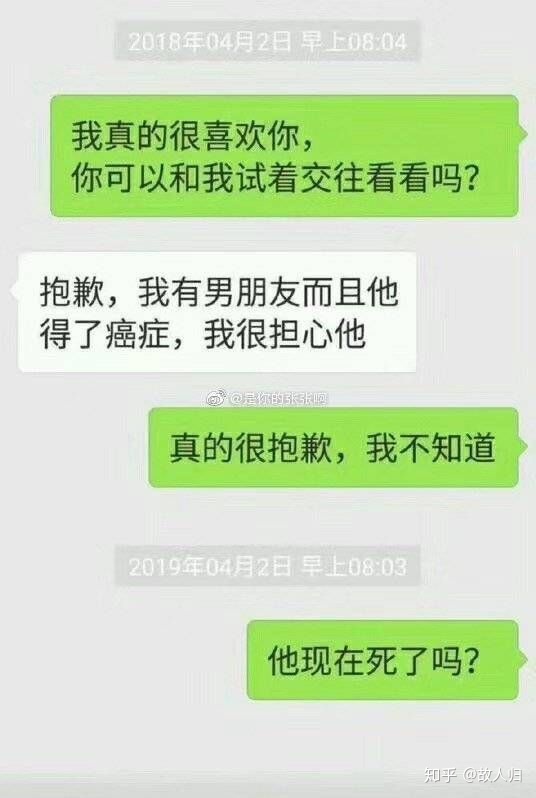 2018年04月2日 早上08:04
我真的很喜欢你，
你可以和我试着交往看看吗？
抱歉，我有男朋友而且他
得了癌症，我很担心他
@是你的张张啊
真的很抱歉，我不知道
2019年04月2日 早上08:03
他现在死了吗？
知乎 @故人归